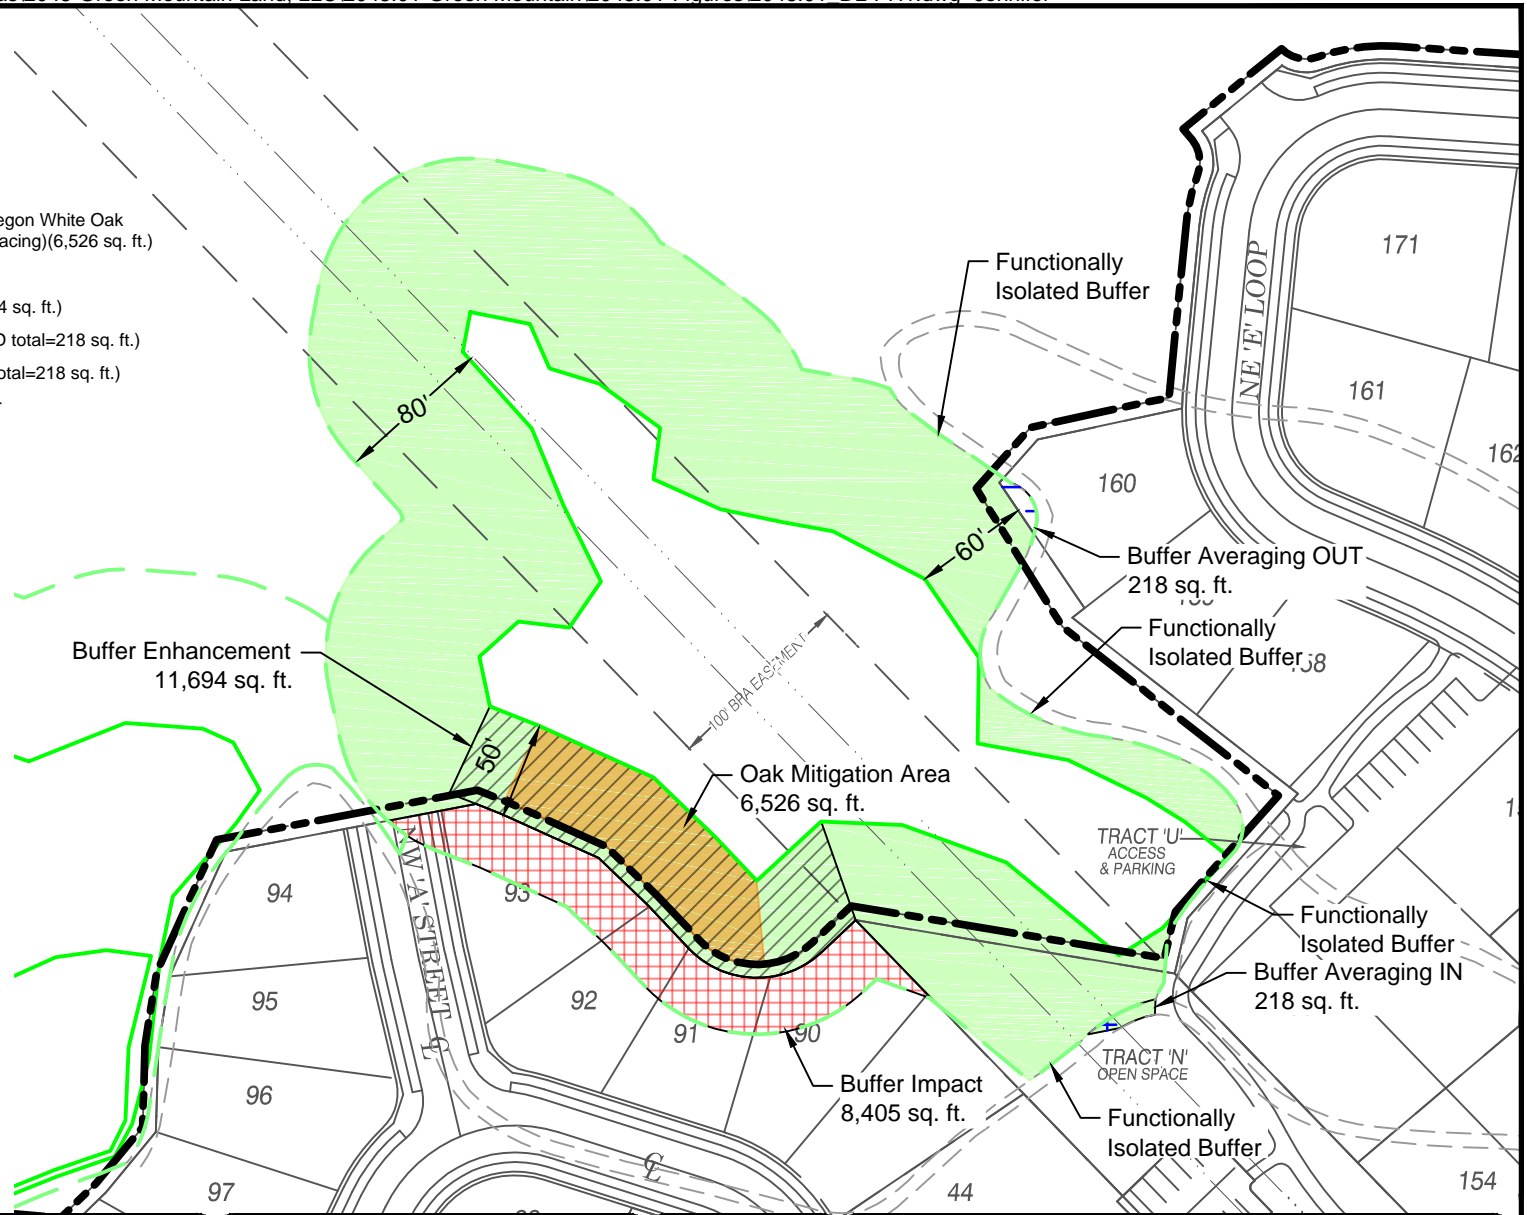 egon White Oak
acing)(6,526 sq. ft.)
4 sq. ft.)
D total=218 sq. ft.)
otal=218 sq. ft.)
Functionally
Isolated Buffer
171
NE 'E' LOOP
161
162
160
80'
60'
Buffer Averaging OUT
218 sq. ft.
Functionally
Isolated Buffer
Buffer Enhancement
11,694 sq. ft.
100' BPA EASEMENT
50'
Oak Mitigation Area
6,526 sq. ft.
TRACT 'U'
ACCESS
& PARKING
94
93
NW 'A' STREET
Functionally
Isolated Buffer
Buffer Averaging IN
218 sq. ft.
95
92
91
90
TRACT 'N'
OPEN SPACE
96
Buffer Impact
8,405 sq. ft.
Functionally
Isolated Buffer
97
44
154